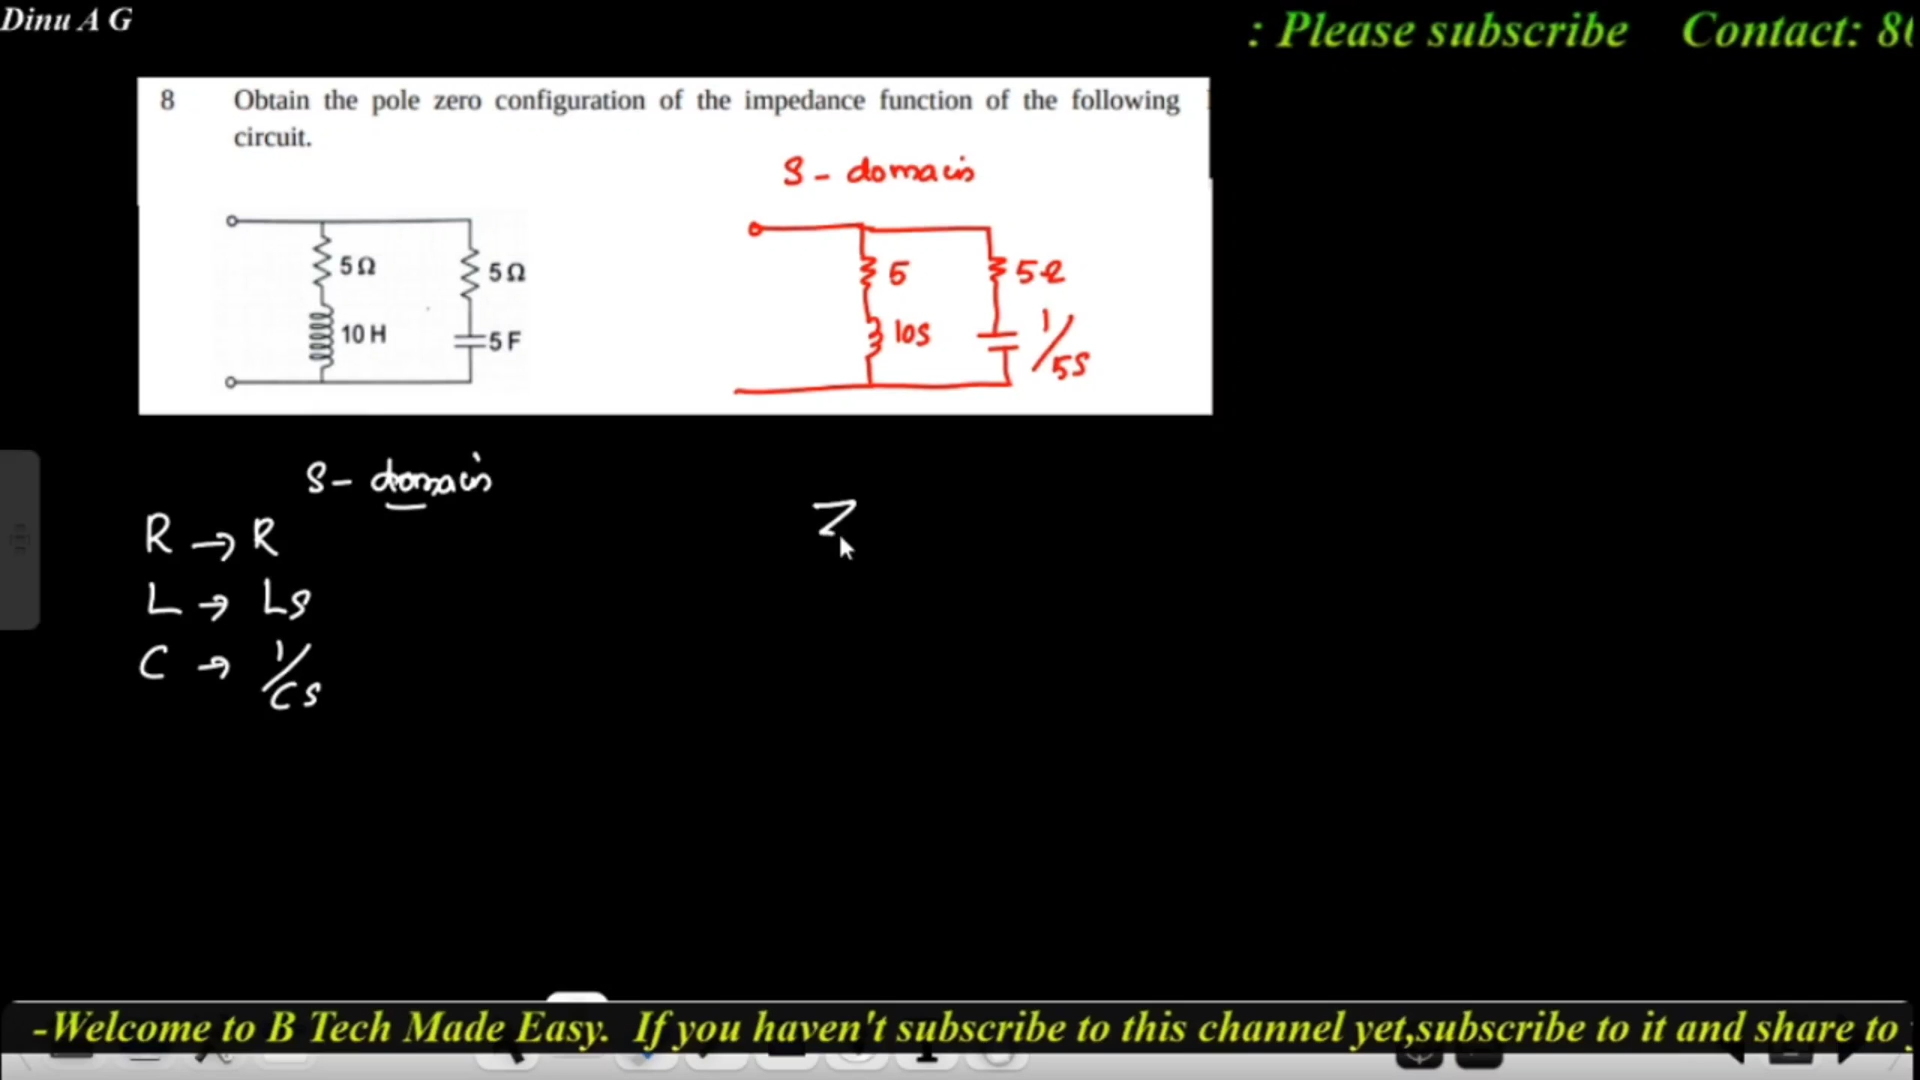 Dinu A G
: Please subscribe Contact: 8
8 Obtain the pole zero configuration of the impedance function of the following
circuit.
S - domain
5Ω 5Ω
10 H 5 F
5 5Ω
10S 1/5S
S - domain
R → R
L → LS
C → 1/CS
Z
-Welcome to B Tech Made Easy. If you haven't subscribe to this channel yet,subscribe to it and share to